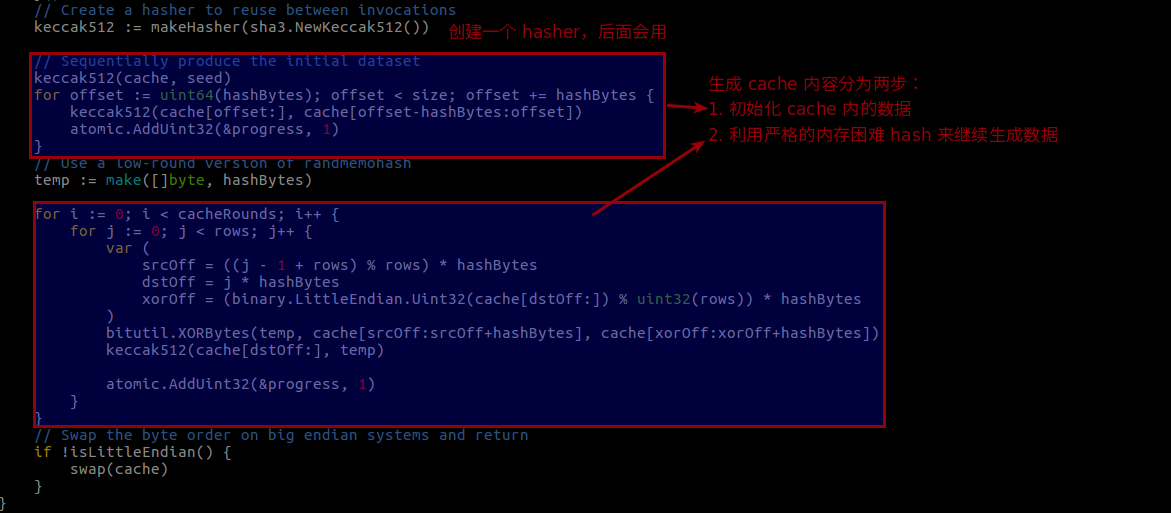 // Create a hasher to reuse between invocations
keccak512 := makeHasher(sha3.NewKeccak512()) 创建一个 hasher，后面会用
// Sequentially produce the initial dataset
keccak512(cache, seed)
for offset := uint64(hashBytes); offset < size; offset += hashBytes {
keccak512(cache[offset:], cache[offset-hashBytes:offset])
atomic.AddUint32(&progress, 1)
}
生成 cache 内容分为两步：
1. 初始化 cache 内的数据
2. 利用严格的内存困难 hash 来继续生成数据
// Use a low-round version of randmemohash
temp := make([]byte, hashBytes)
for i := 0; i < cacheRounds; i++ {
for j := 0; j < rows; j++ {
var (
srcOff = ((j - 1 + rows) % rows) * hashBytes
dstOff = j * hashBytes
xorOff = (binary.LittleEndian.Uint32(cache[dstOff:]) % uint32(rows)) * hashBytes
)
bitutil.XORBytes(temp, cache[srcOff:srcOff+hashBytes], cache[xorOff:xorOff+hashBytes])
keccak512(cache[dstOff:], temp)
atomic.AddUint32(&progress, 1)
}
}
// Swap the byte order on big endian systems and return
if !isLittleEndian() {
swap(cache)
}
}